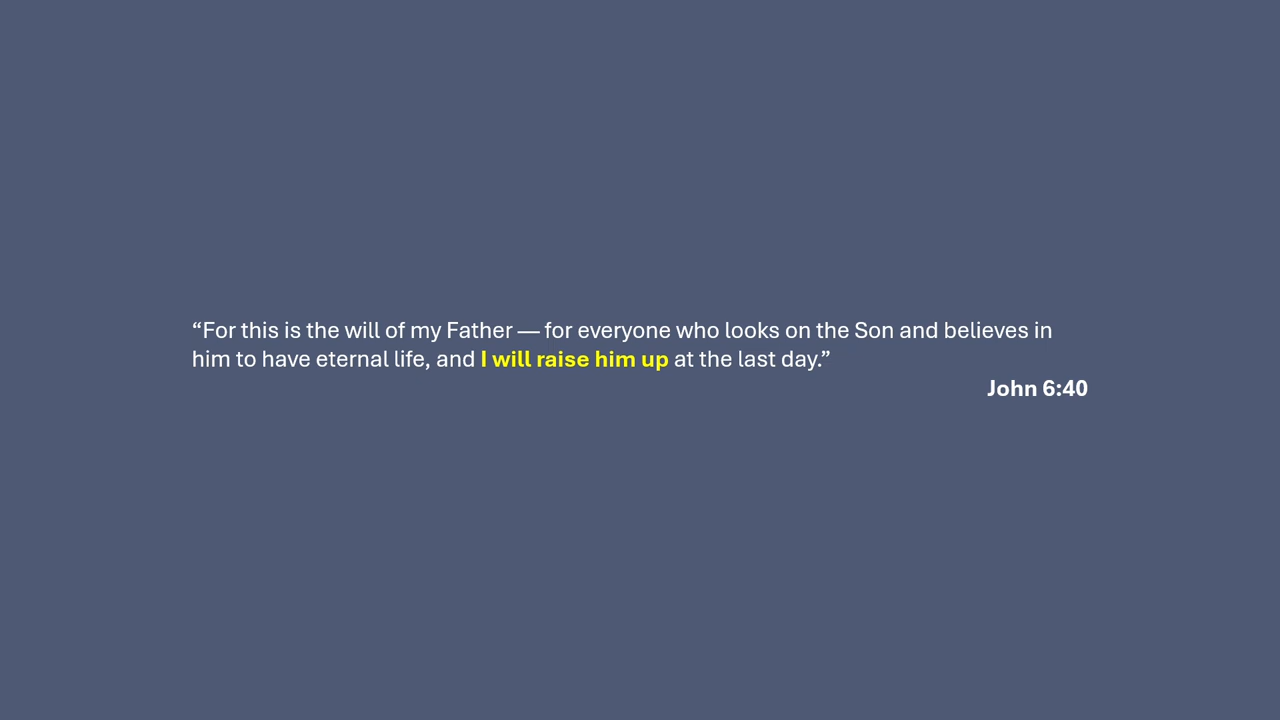 “For this is the will of my Father — for everyone who looks on the Son and believes in
him to have eternal life, and I will raise him up at the last day.”
John 6:40